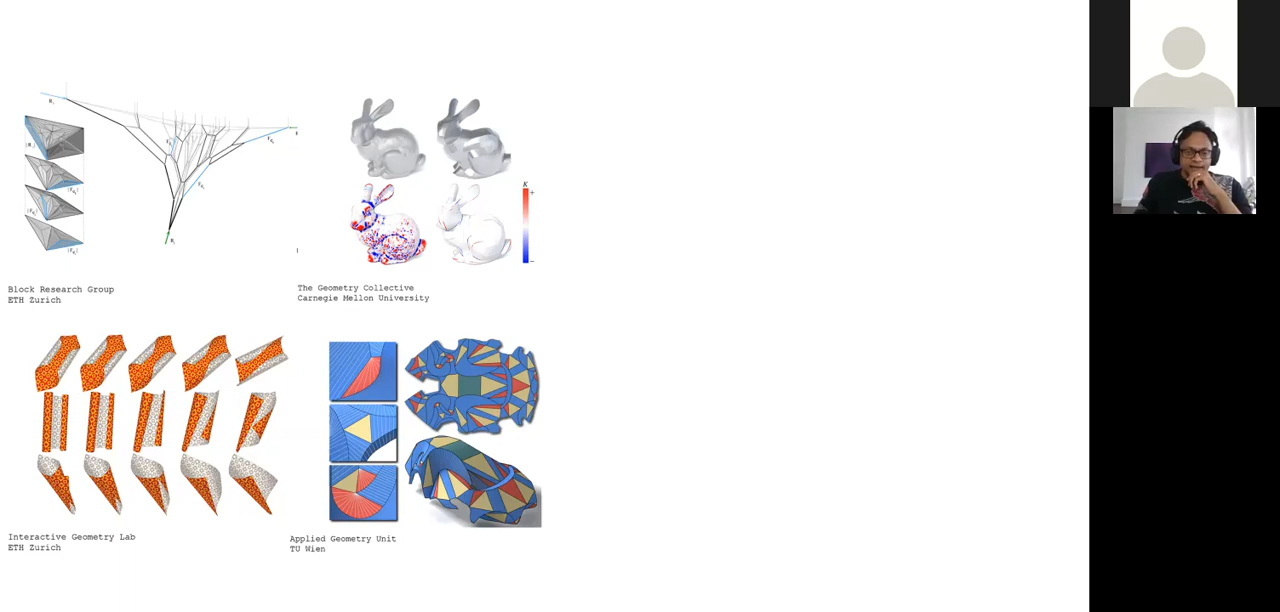 K
+
−
Block Research Group
ETH Zurich
The Geometry Collective
Carnegie Mellon University
Interactive Geometry Lab
ETH Zurich
Applied Geometry Unit
TU Wien